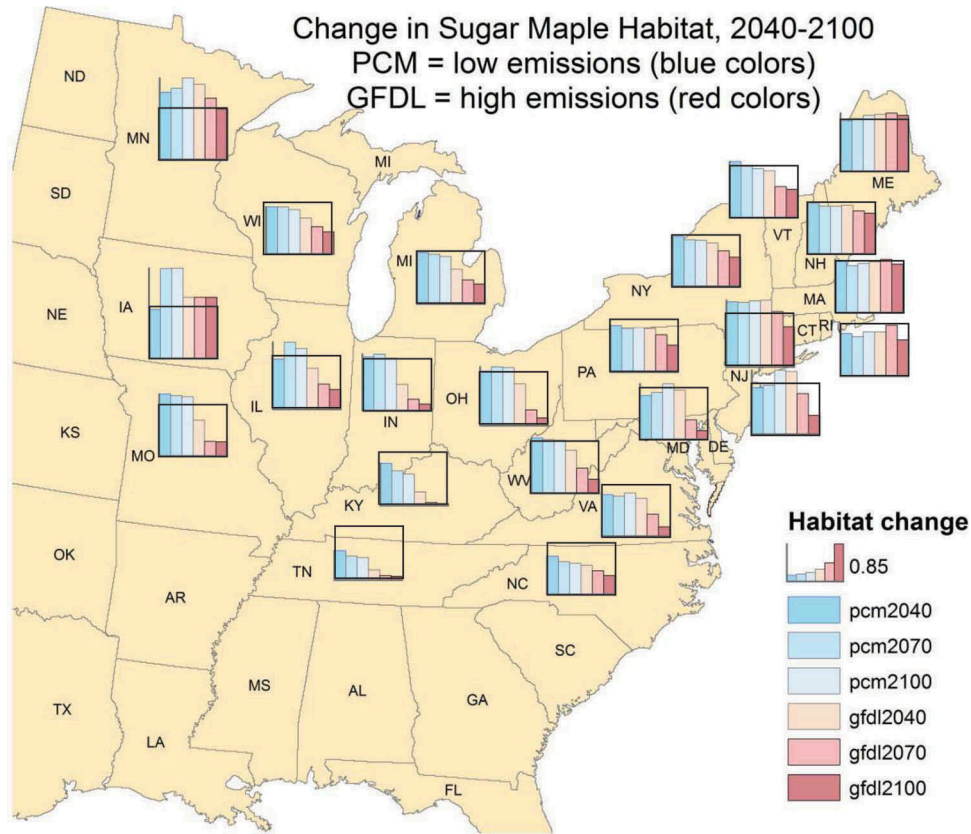 Change in Sugar Maple Habitat, 2040-2100
PCM = low emissions (blue colors)
GFDL = high emissions (red colors)
ND
MN
MI
ME
SD
WI
VT
MI
NH
NY
MA
IA
NE
CT RI
PA
NJ
IL
IN
OH
KS
MO
MD DE
WV
KY
VA
Habitat change
0.85
OK
TN
NC
AR
pcm2040
pcm2070
SC
pcm2100
MS
AL
GA
gfdl2040
TX
LA
gfdl2070
FL
gfdl2100